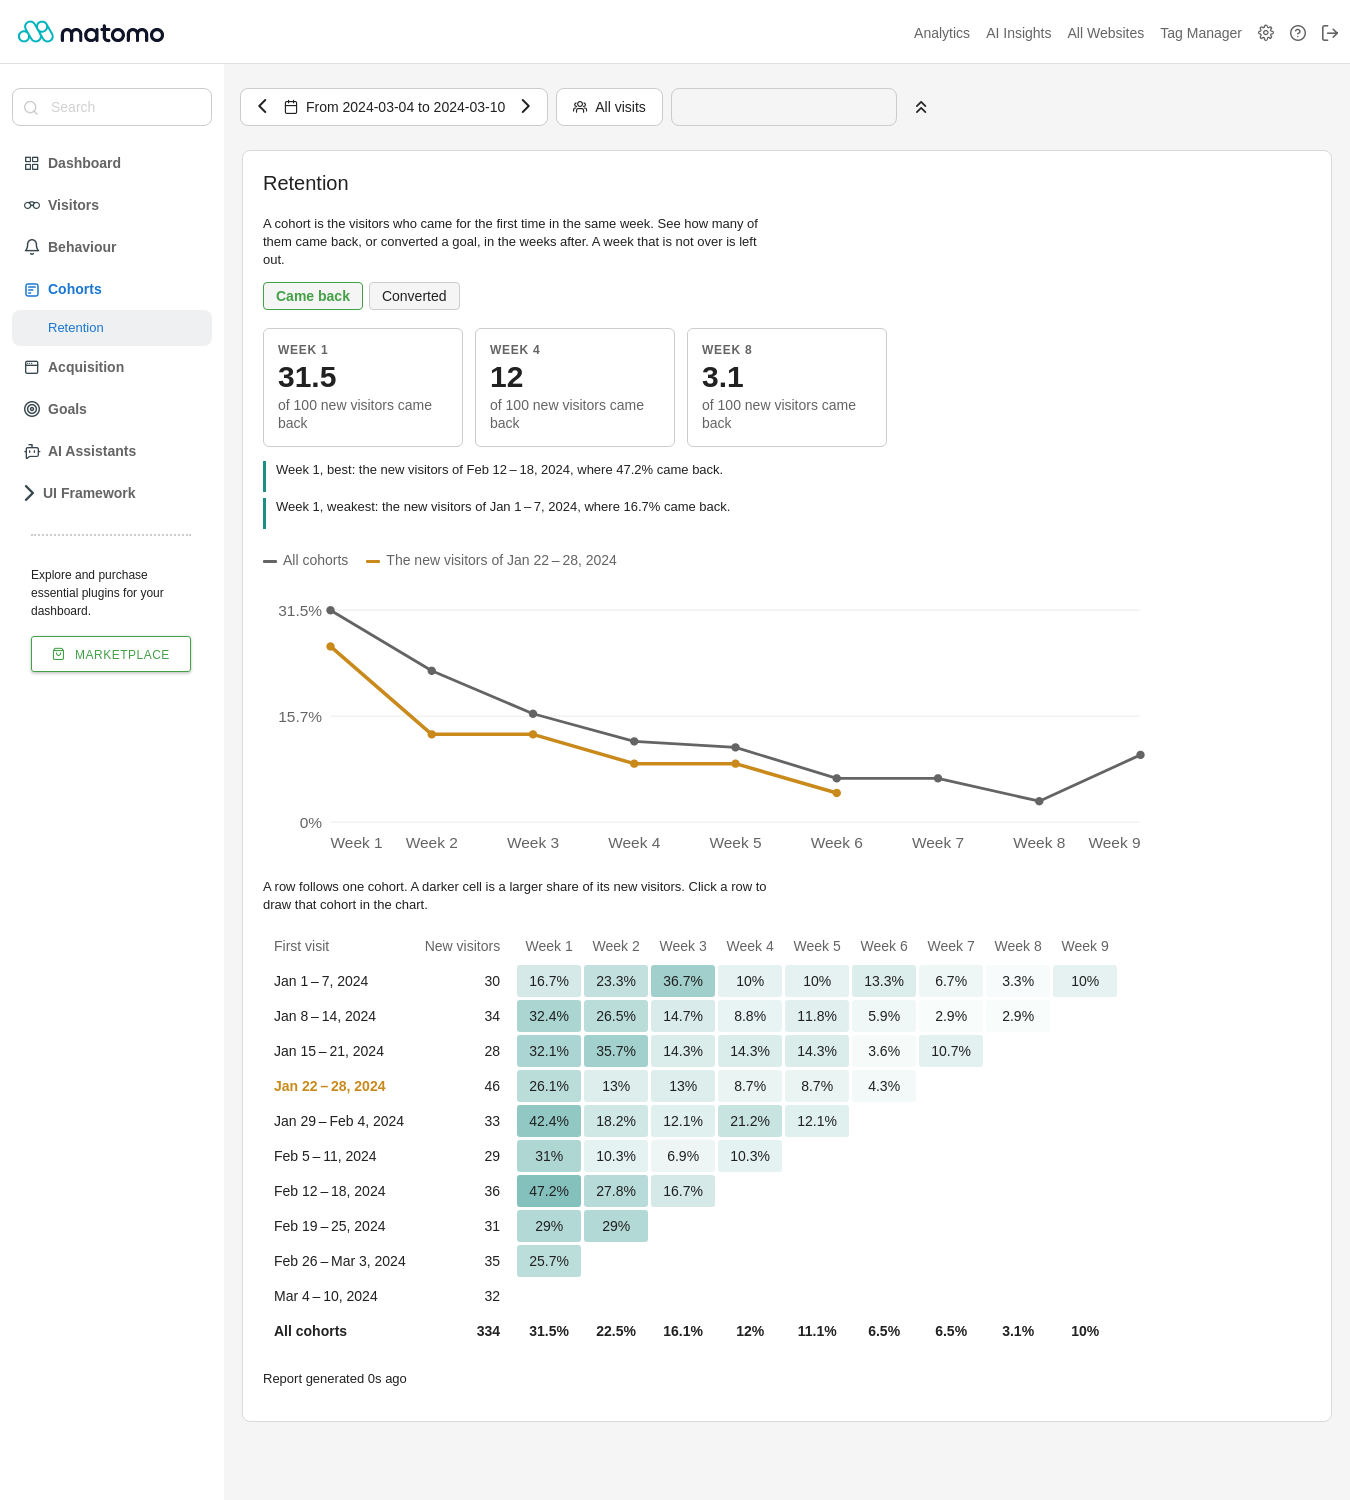 matomo
Analytics AI Insights All Websites Tag Manager
Search
From 2024-03-04 to 2024-03-10 All visits
Dashboard
Visitors
Behaviour
Cohorts
Retention
Acquisition
Goals
AI Assistants
UI Framework
Explore and purchase
essential plugins for your
dashboard.
MARKETPLACE
Retention
A cohort is the visitors who came for the first time in the same week. See how many of
them came back, or converted a goal, in the weeks after. A week that is not over is left
out.
Came back Converted
WEEK 1
31.5
of 100 new visitors came
back
WEEK 4
12
of 100 new visitors came
back
WEEK 8
3.1
of 100 new visitors came
back
Week 1, best: the new visitors of Feb 12 – 18, 2024, where 47.2% came back.
Week 1, weakest: the new visitors of Jan 1 – 7, 2024, where 16.7% came back.
All cohorts The new visitors of Jan 22 – 28, 2024
31.5%
15.7%
0%
Week 1 Week 2 Week 3 Week 4 Week 5 Week 6 Week 7 Week 8 Week 9
A row follows one cohort. A darker cell is a larger share of its new visitors. Click a row to
draw that cohort in the chart.
First visit New visitors Week 1 Week 2 Week 3 Week 4 Week 5 Week 6 Week 7 Week 8 Week 9
Jan 1 – 7, 2024 30 16.7% 23.3% 36.7% 10% 10% 13.3% 6.7% 3.3% 10%
Jan 8 – 14, 2024 34 32.4% 26.5% 14.7% 8.8% 11.8% 5.9% 2.9% 2.9%
Jan 15 – 21, 2024 28 32.1% 35.7% 14.3% 14.3% 14.3% 3.6% 10.7%
Jan 22 – 28, 2024 46 26.1% 13% 13% 8.7% 8.7% 4.3%
Jan 29 – Feb 4, 2024 33 42.4% 18.2% 12.1% 21.2% 12.1%
Feb 5 – 11, 2024 29 31% 10.3% 6.9% 10.3%
Feb 12 – 18, 2024 36 47.2% 27.8% 16.7%
Feb 19 – 25, 2024 31 29% 29%
Feb 26 – Mar 3, 2024 35 25.7%
Mar 4 – 10, 2024 32
All cohorts 334 31.5% 22.5% 16.1% 12% 11.1% 6.5% 6.5% 3.1% 10%
Report generated 0s ago